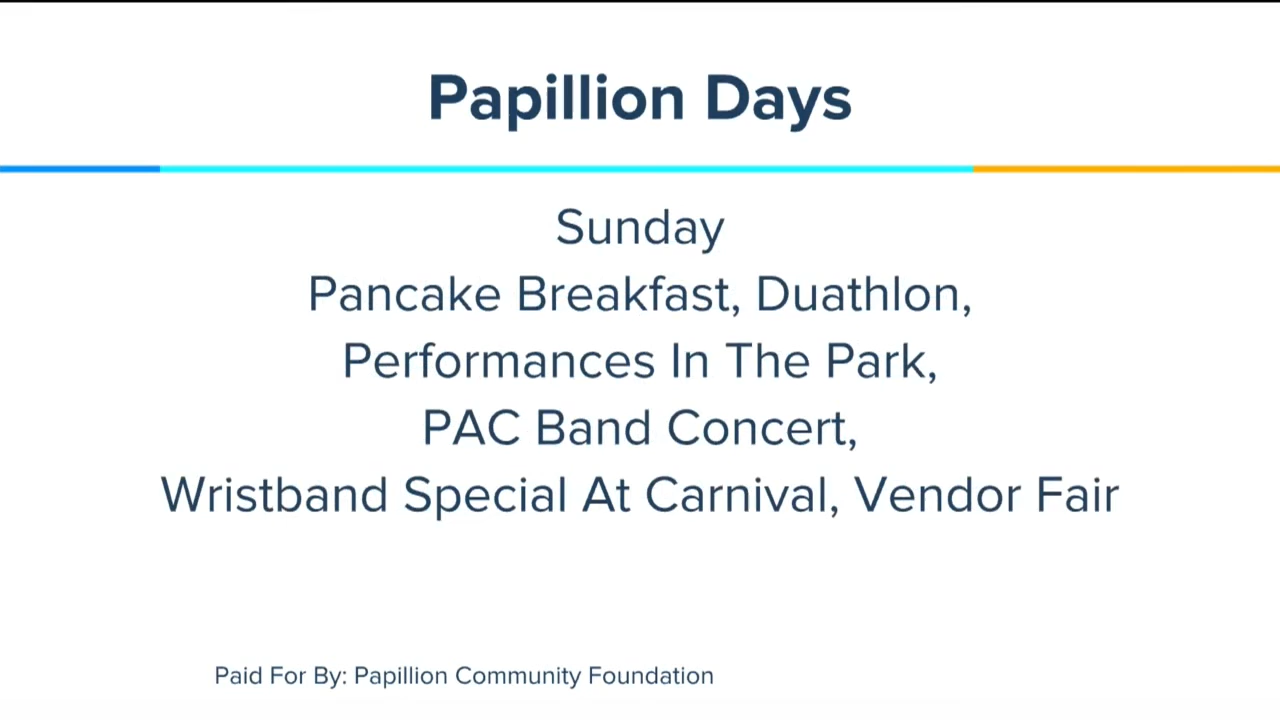 Papillion Days
Sunday
Pancake Breakfast, Duathlon,
Performances In The Park,
PAC Band Concert,
Wristband Special At Carnival, Vendor Fair
Paid For By: Papillion Community Foundation